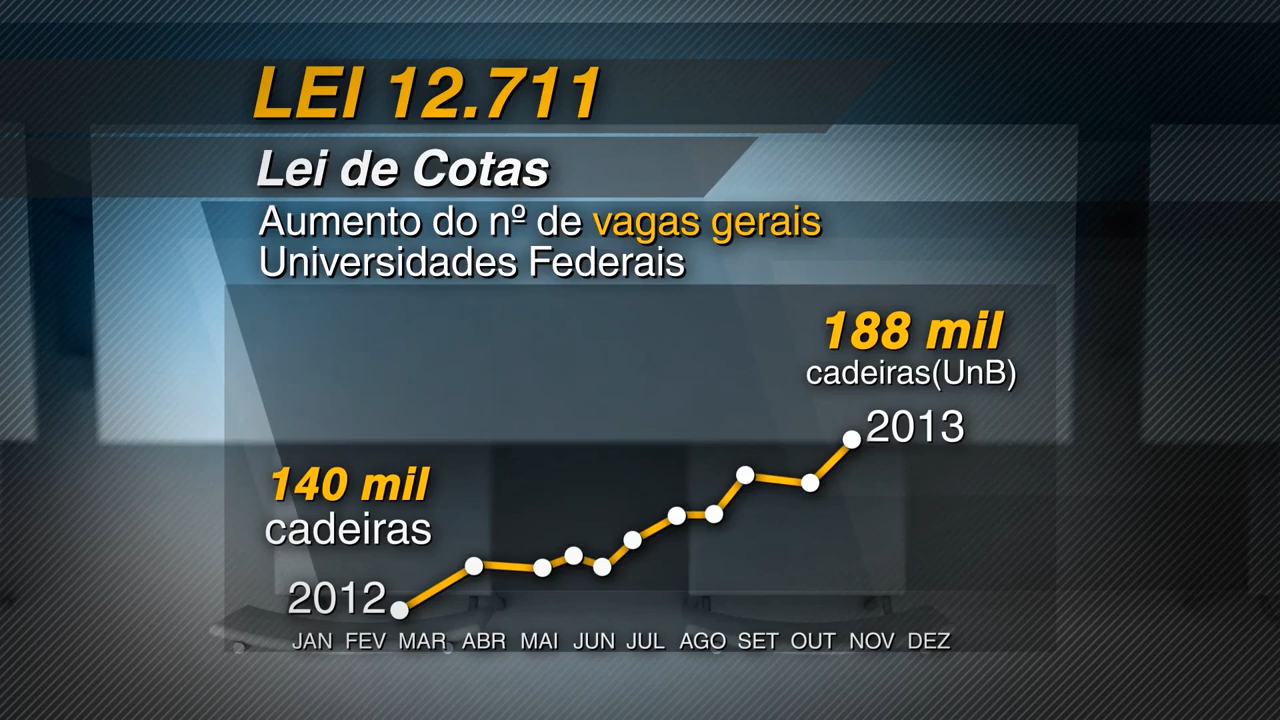 LEI 12.711
Lei de Cotas
Aumento do nº de vagas gerais
Universidades Federais
188 mil
cadeiras(UnB)
2013
140 mil
cadeiras
2012
JAN FEV MAR ABR MAI JUN JUL AGO SET OUT NOV DEZ